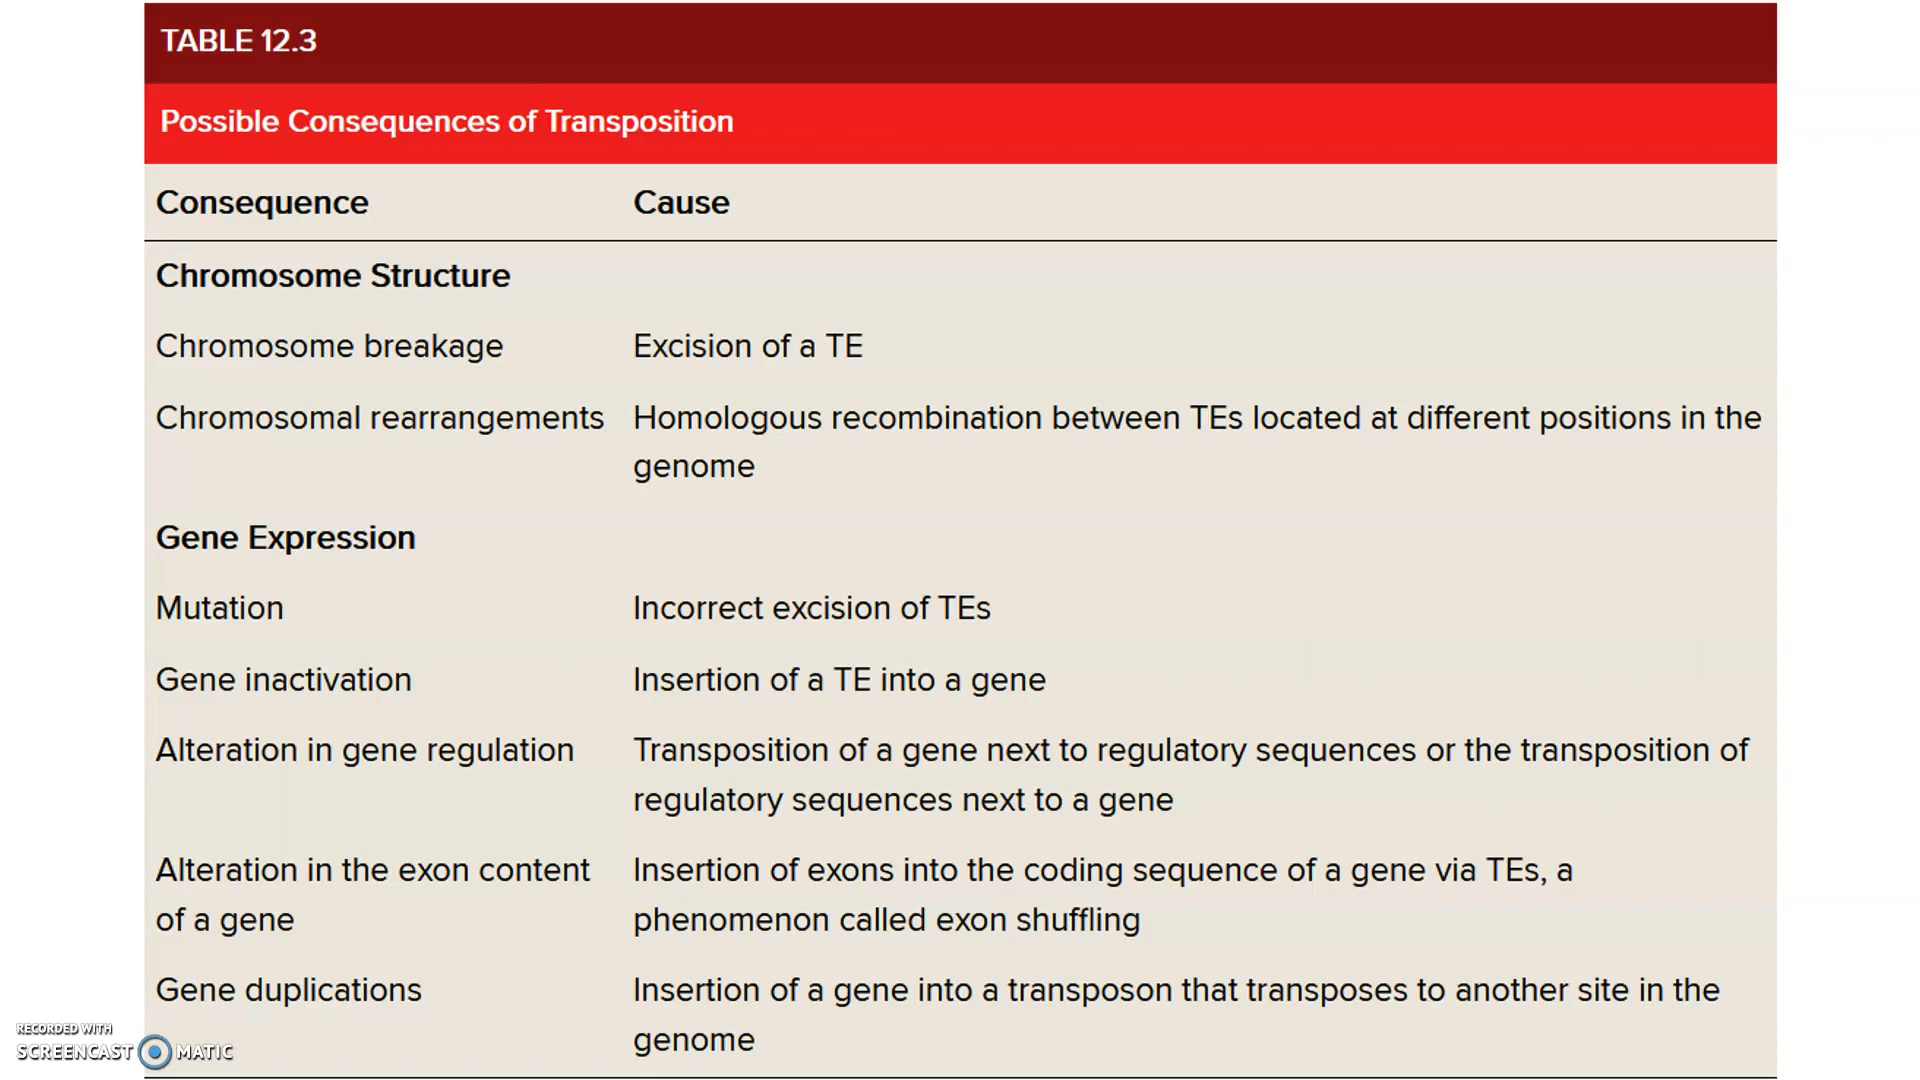 TABLE 12.3
Possible Consequences of Transposition
Consequence Cause
Chromosome Structure
Chromosome breakage Excision of a TE
Chromosomal rearrangements Homologous recombination between TEs located at different positions in the
genome
Gene Expression
Mutation Incorrect excision of TEs
Gene inactivation Insertion of a TE into a gene
Alteration in gene regulation Transposition of a gene next to regulatory sequences or the transposition of
regulatory sequences next to a gene
Alteration in the exon content Insertion of exons into the coding sequence of a gene via TEs, a
of a gene phenomenon called exon shuffling
Gene duplications Insertion of a gene into a transposon that transposes to another site in the
genome
RECORDED WITH
SCREENCAST MATIC